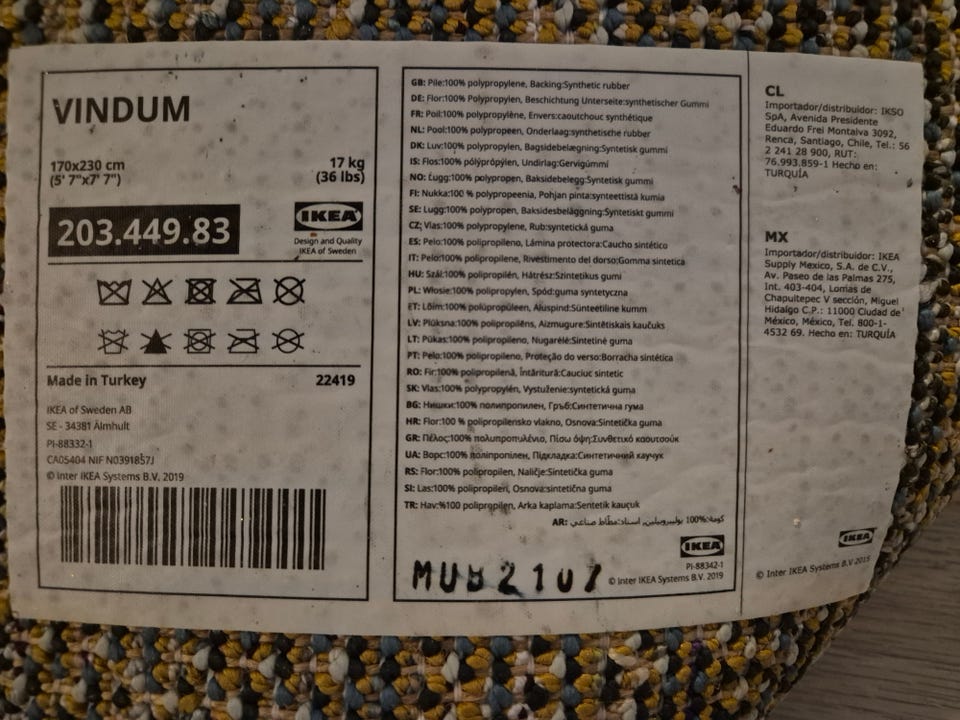 VINDUM
170x230 cm
(5' 7"x7' 7")
17 kg
(36 lbs)
203.449.83
IKEA
Design and Quality
IKEA of Sweden
Made in Turkey
22419
IKEA of Sweden AB
SE - 34381 Älmhult
PI-88332-1
CA05404 NIF N0391857J
© Inter IKEA Systems B.V. 2019
GB: Pile:100% polypropylene, Backing:Synthetic rubber
DE: Flor:100% Polypropylen, Beschichtung Unterseite:synthetischer Gummi
FR: Poil:100% polypropylène, Envers:caoutchouc synthétique
NL: Pool:100% polypropeen, Onderlaag:synthetische rubber
DK: Luv:100% polypropylen, Bagsidebelægning:Syntetisk gummi
IS: Flos:100% pólýprópýlen, Undirlag:Gervigúmmí
NO: Lugg:100% polypropylen, Baksidebelegg:Syntetisk gummi
FI: Nukka:100 % polypropeenia, Pohjan pinta:synteettistä kumia
SE: Lugg:100% polypropen, Baksidesbeläggning:Syntetiskt gummi
CZ: Vlas:100% polypropylene, Rub:syntetická guma
ES: Pelo:100% polipropileno, Lámina protectora:Caucho sintético
IT: Pelo:100% polipropilene, Rivestimento del dorso:Gomma sintetica
HU: Szál:100% polipropilén, Hátrész:Szintetikus gumi
PL: Włosie:100% polipropylen, Spód:guma syntetyczna
ET: Lõim:100% polüpropüleen, Aluspind:Sünteetiline kumm
LV: Plūksna:100% polipropilēns, Aizmugure:Sintētiskais kaučuks
LT: Pūkas:100% polipropilenas, Nugarėlė:Sintetinė guma
PT: Pelo:100% polipropileno, Proteção do verso:Borracha sintética
RO: Fir:100% polipropilenă, Întăritură:Cauciuc sintetic
SK: Vlas:100% polypropylén, Vystuženie:syntetická guma
BG: Нишки:100% полипропилен, Гръб:Синтетична гума
HR: Flor:100 % polipropilensko vlakno, Osnova:Sintetička guma
GR: Πέλος:100% πολυπροπυλένιο, Πίσω όψη:Συνθετικό καουτσούκ
UA: Ворс:100% поліпропілен, Підкладка:Синтетичний каучук
RS: Flor:100% polipropilen, Naličje:Sintetička guma
SI: Las:100% polipropilen, Osnova:sintetična guma
TR: Hav:%100 polipropilen, Arka kaplama:Sentetik kauçuk
AR: كومة:%100 بوليبروبيلين, اسناد:مطّاط صناعي
IKEA
PI-88342-1
MUB2107
© Inter IKEA Systems B.V. 2019
CL
Importador/distribuidor: IKSO
SpA, Avenida Presidente
Eduardo Frei Montalva 3092,
Renca, Santiago, Chile, Tel.: 56
2 241 28 900, RUT:
76.993.859-1 Hecho en:
TURQUÍA
MX
Importador/distribuidor: IKEA
Supply Mexico, S.A. de C.V.,
Av. Paseo de las Palmas 275,
Int. 403-404, Lomas de
Chapultepec V sección, Miguel
Hidalgo C.P.: 11000 Ciudad de
México, México, Tel. 800-1-
4532 69. Hecho en: TURQUÍA
IKEA
© Inter IKEA Systems B.V 2015